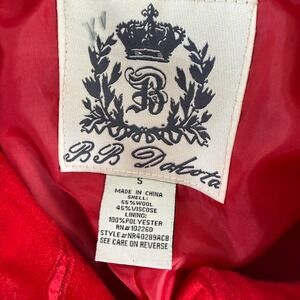 B
BB Dakota
S
MADE IN CHINA
SHELL:
55%WOOL
45%VISCOSE
LINING:
100%POLYESTER
RN#102260
STYLE#NR40289ACB
SEE CARE ON REVERSE